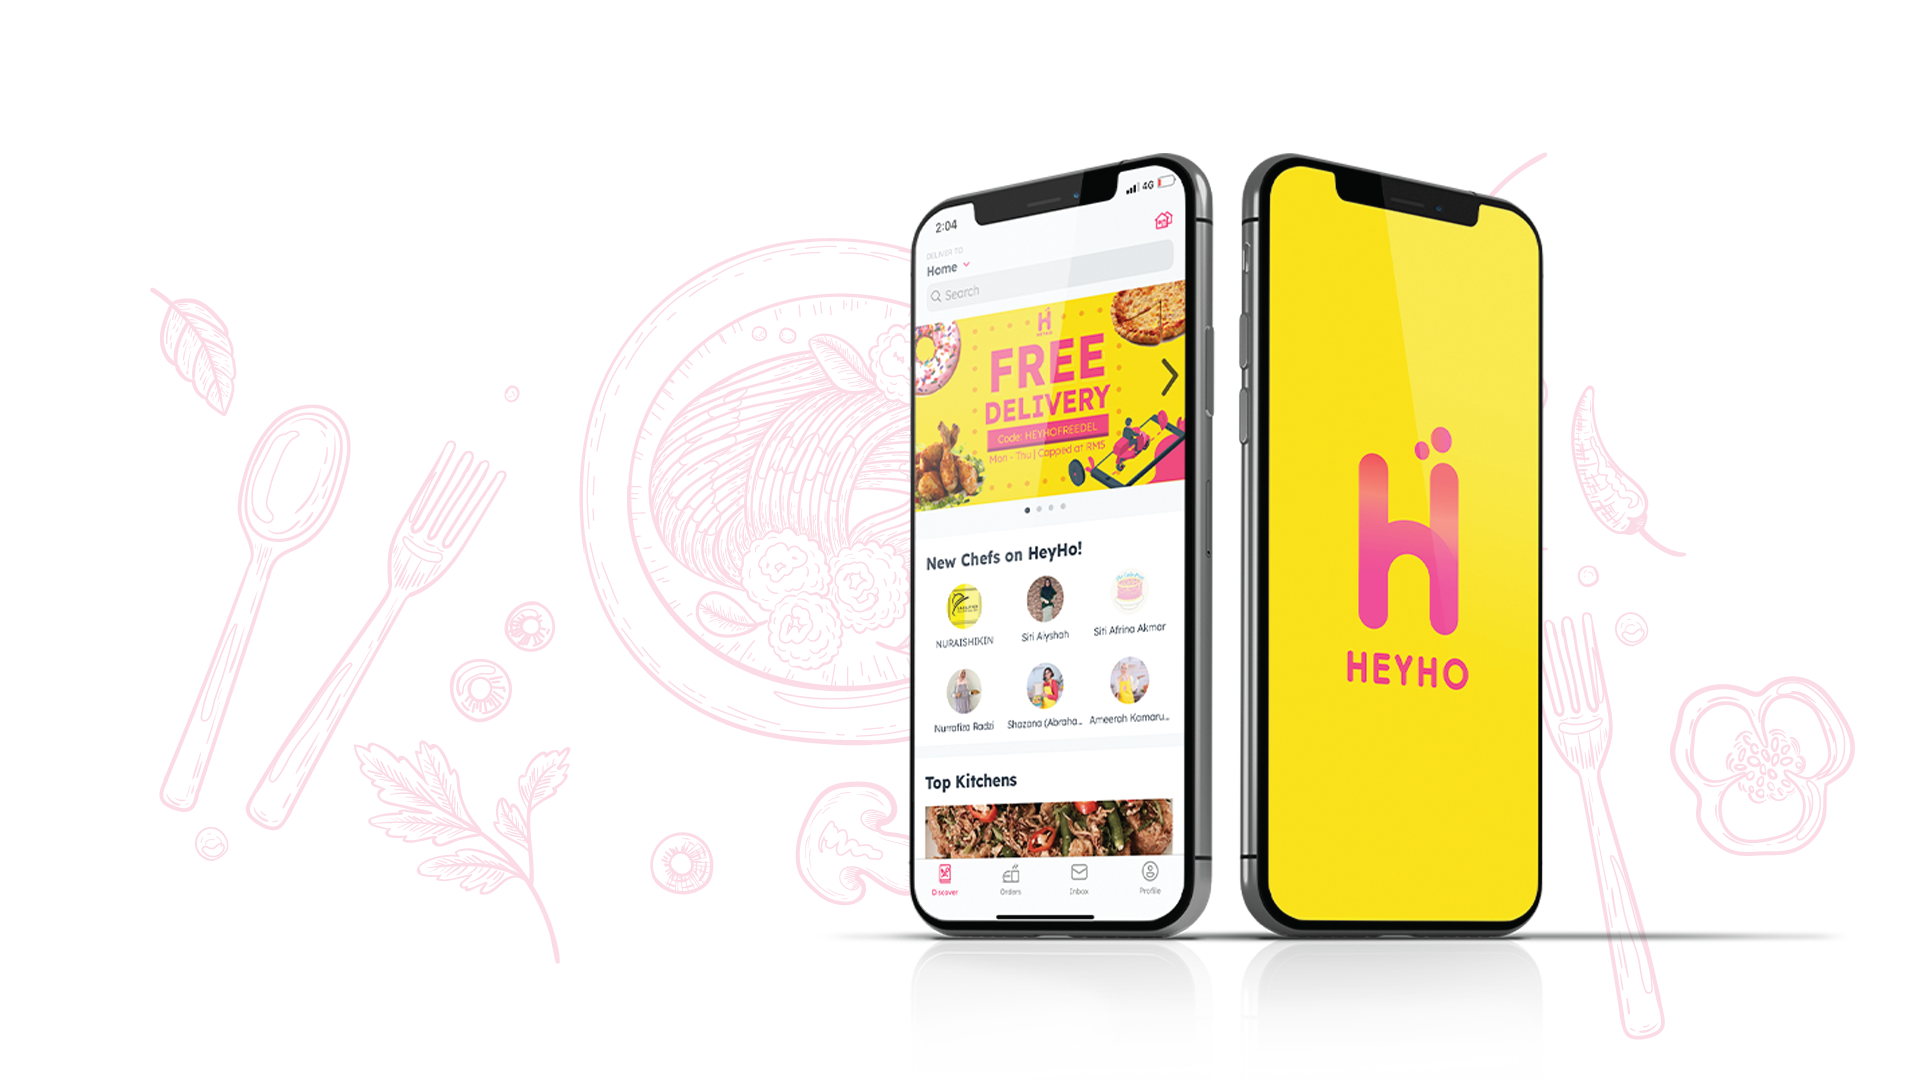 2:04
4G
DELIVER TO
Home
Search
H
HEYHO
FREE
DELIVERY
Code: HEYHOFREEDEL
Mon - Thu | Capped at RM5
New Chefs on HeyHo!
NURAISHIKIN
Siti Aiyshah
Siti Afrina Akmar
Nurrafiza Radzi
Shazana (Abraha...
Ameerah Kamaru...
Top Kitchens
Discover
Orders
Inbox
Profile
H
HEYHO